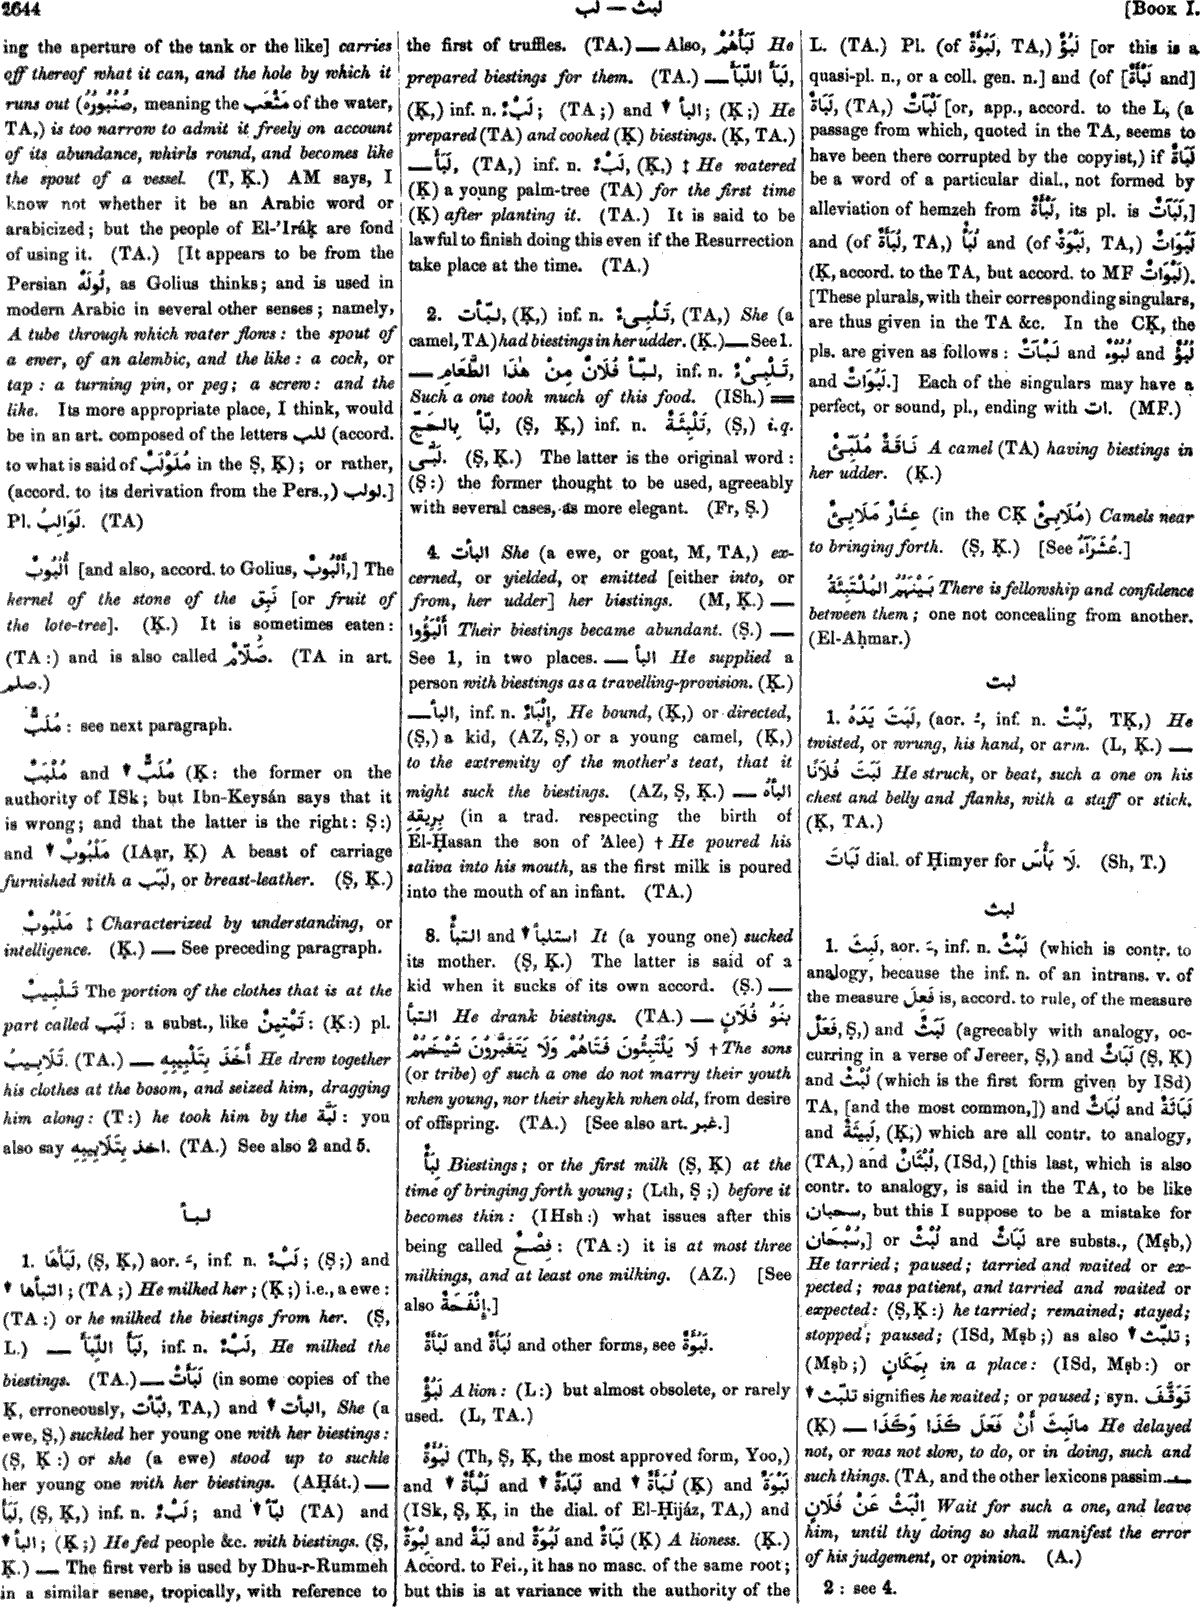 2644
لبث — لب
[BOOK I.
ing the aperture of the tank or the like] carries
off thereof what it can, and the hole by which it
runs out (صُنْبُورُهُ, meaning the مَثْعَب of the water,
TA,) is too narrow to admit it freely on account
of its abundance, whirls round, and becomes like
the spout of a vessel. (T, Ḳ.) AM says, I
know not whether it be an Arabic word or
arabicized; but the people of El-'Iráḳ are fond
of using it. (TA.) [It appears to be from the
Persian لُولَهْ, as Golius thinks; and is used in
modern Arabic in several other senses; namely,
A tube through which water flows: the spout of
a ewer, of an alembic, and the like: a cock, or
tap: a turning pin, or peg; a screw: and the
like. Its more appropriate place, I think, would
be in an art. composed of the letters للب (accord.
to what is said of مُلَوْلَبٌ in the Ṣ, Ḳ); or rather,
(accord. to its derivation from the Pers.,) لولب.]
Pl. لَوَالِبُ. (TA)
أُلْبُوبٌ [and also, accord. to Golius, أَلْبُوبٌ,] The
kernel of the stone of the نَبِق [or fruit of
the lote-tree]. (Ḳ.) It is sometimes eaten:
(TA:) and is also called صُلَّامٌ. (TA in art.
صلم.)
مُلَبٌّ: see next paragraph.
مُلْبَبٌ and ▾ مُلَبٌّ (Ḳ: the former on the
authority of ISk; but Ibn-Keysán says that it
is wrong; and that the latter is the right: Ṣ:)
and ▾ مَلْبُوبٌ (IAạr, Ḳ) A beast of carriage
furnished with a لَبَب, or breast-leather. (Ṣ, Ḳ.)
مَلْبُوبٌ ‡ Characterized by understanding, or
intelligence. (Ḳ.) — See preceding paragraph.
تَلْبِيبٌ The portion of the clothes that is at the
part called لَبَب: a subst., like تَمْتِينٌ: (Ḳ:) pl.
تَلَابِيبُ. (TA.) — أَخَذَ بِتَلْبِيبِهِ He drew together
his clothes at the bosom, and seized him, dragging
him along: (T:) he took him by the لَبَّة: you
also say اخذ بِتَلَابِيبِهِ. (TA.) See also 2 and 5.
لبأ
1. لَبَأَهَا, (Ṣ, Ḳ,) aor. ـَ, inf. n. لَبْءٌ; (Ṣ;) and
▾ التبأها; (TA;) He milked her; (Ḳ;) i.e., a ewe:
(TA:) or he milked the biestings from her. (Ṣ,
L.) — لَبَأَ اللِّبَأَ, inf. n. لَبْءٌ, He milked the
biestings. (TA.) — لَبَأَتْ (in some copies of the
Ḳ, erroneously, لَبَّأَت, TA,) and ▾ البأت, She (a
ewe, Ṣ,) suckled her young one with her biestings:
(Ṣ, Ḳ:) or she (a ewe) stood up to suckle
her young one with her biestings. (AḤát.) —
لَبَأَ, (Ṣ, Ḳ,) inf. n. لَبْءٌ; and ▾ لَبَّأَ (TA) and
▾ البأ; (Ḳ;) He fed people &c. with biestings. (Ṣ,
Ḳ.) — The first verb is used by Dhu-r-Rummeh
in a similar sense, tropically, with reference to
the first of truffles. (TA.) — Also, لَبَأَهُمْ He
prepared biestings for them. (TA.) — لَبَأَ اللِّبَأَ,
(Ḳ,) inf. n. لَبْءٌ; (TA;) and ▾ البأ; (Ḳ;) He
prepared (TA) and cooked (Ḳ) biestings. (Ḳ, TA.)
— لَبَأَ, (TA,) inf. n. لَبْءٌ, (Ḳ,) ‡ He watered
(Ḳ) a young palm-tree (TA) for the first time
(Ḳ) after planting it. (TA.) It is said to be
lawful to finish doing this even if the Resurrection
take place at the time. (TA.)
2. لبّأت, (Ḳ,) inf. n. تَلْبِىْءٌ, (TA,) She (a
camel, TA) had biestings in her udder. (Ḳ.) — See 1.
— لبّأ فُلَانٌ مِنْ هٰذَا الطَّعَامِ, inf. n. تَلْبِىْءٌ,
Such a one took much of this food. (ISh.) =
لَبَّأَ بِالحَجِّ, (Ṣ, Ḳ,) inf. n. تَلْبِئَةٌ, (Ṣ,) i.q.
لَبَّى. (Ṣ, Ḳ.) The latter is the original word:
(Ṣ:) the former thought to be used, agreeably
with several cases, as more elegant. (Fr, Ṣ.)
4. البأت She (a ewe, or goat, M, TA,) ex-
cerned, or yielded, or emitted [either into, or
from, her udder] her biestings. (M, Ḳ.) —
أَلْبَؤُوا Their biestings became abundant. (Ṣ.) —
See 1, in two places. — البأ He supplied a
person with biestings as a travelling-provision. (Ḳ.)
— البأ, inf. n. إِلْبَاءٌ, He bound, (Ḳ,) or directed,
(Ṣ,) a kid, (AZ, Ṣ,) or a young camel, (Ḳ,)
to the extremity of the mother's teat, that it
might suck the biestings. (AZ, Ṣ, Ḳ.) — البأهُ
بِرِيقِهِ (in a trad. respecting the birth of
El-Ḥasan the son of 'Alee) † He poured his
saliva into his mouth, as the first milk is poured
into the mouth of an infant. (TA.)
8. التبأ and ▾ استلبأ It (a young one) sucked
its mother. (Ṣ, Ḳ.) The latter is said of a
kid when it sucks of its own accord. (Ṣ.) —
التبأ He drank biestings. (TA.) — بَنُو فُلَانٍ
لَا يَلْتَبِئُونَ فَتَاهُمْ وَلَا يَتَغَبَّرُونَ شَيْخَهُمْ † The sons
(or tribe) of such a one do not marry their youth
when young, nor their sheykh when old, from desire
of offspring. (TA.) [See also art. غبر.]
لِبَأٌ Biestings; or the first milk (Ṣ, Ḳ) at the
time of bringing forth young; (Lth, Ṣ;) before it
becomes thin: (IHsh:) what issues after this
being called فِصْحٌ: (TA:) it is at most three
milkings, and at least one milking. (AZ.) [See
also إِنْفَحَةٌ.]
لَبْأَةٌ and لَبَأَةٌ and other forms, see لَبُؤَةٌ.
لَبُؤٌ A lion: (L:) but almost obsolete, or rarely
used. (L, TA.)
لَبُؤَةٌ (Th, Ṣ, Ḳ, the most approved form, Yoo,)
and ▾ لَبْأَةٌ and ▾ لَبَاءَةٌ and ▾ لُبَأَةٌ (Ḳ) and لَبْوَةٌ
(ISk, Ṣ, Ḳ, in the dial. of El-Ḥijáz, TA,) and
لِبْوَةٌ and لَبَةٌ and لَبُوَةٌ and لَبَاةٌ (Ḳ) A lioness. (Ḳ.)
Accord. to Fei., it has no masc. of the same root;
but this is at variance with the authority of the
L. (TA.) Pl. (of لَبُؤَةٌ, TA,) لَبُؤٌ [or this is a
quasi-pl. n., or a coll. gen. n.] and (of [لَبْأَةٌ and]
لَبَاةٌ, (TA,) لَبَآتٌ [or, app., accord. to the L, (a
passage from which, quoted in the TA, seems to
have been there corrupted by the copyist,) if لَبَاةٌ
be a word of a particular dial., not formed by
alleviation of hemzeh from لَبْأَةٌ, its pl. is لَبَآتٌ,]
and (of لَبَأَةٌ, TA,) لُبَأٌ and (of لَبْوَةٌ, TA,) لَبْوَاتٌ
(Ḳ, accord. to the TA, but accord. to MF لَبُؤَاتٌ).
[These plurals, with their corresponding singulars,
are thus given in the TA &c. In the CḲ, the
pls. are given as follows: لَبْآتٌ and لَبُوْءٌ and لُبُؤٌ
and لَبُوَاتٌ.] Each of the singulars may have a
perfect, or sound, pl., ending with ات. (MF.)
نَاقَةٌ مُلَبِّئٌ A camel (TA) having biestings in
her udder. (Ḳ.)
عِشَارٌ مَلَابِئُ (in the CḲ مُلَابِئُ) Camels near
to bringing forth. (Ṣ, Ḳ.) [See عُشَرَآءُ.]
بَيْنَهُمُ المُلْتَبِئَةُ There is fellowship and confidence
between them; one not concealing from another.
(El-Aḥmar.)
لبت
1. لَبَتَ يَدَهُ, (aor. ـُ, inf. n. لَبْتٌ, TḲ,) He
twisted, or wrung, his hand, or arm. (L, Ḳ.) —
لَبَتَ فُلَانًا He struck, or beat, such a one on his
chest and belly and flanks, with a staff or stick.
(Ḳ, TA.)
لَبَاتَ dial. of Ḥimyer for لَا بَأْسَ. (Sh, T.)
لبث
1. لَبِثَ, aor. ـَ, inf. n. لَبْثٌ (which is contr. to
analogy, because the inf. n. of an intrans. v. of
the measure فَعِلَ is, accord. to rule, of the measure
فَعَلٌ, Ṣ,) and لَبَثٌ (agreeably with analogy, oc-
curring in a verse of Jereer, Ṣ,) and لَبَاثٌ (Ṣ, Ḳ)
and لُبْثٌ (which is the first form given by ISd)
TA, [and the most common,]) and لُبَاثٌ and لَبَاثَةٌ
and لَبِيثَةٌ, (Ḳ,) which are all contr. to analogy,
(TA,) and لُبْثَانٌ, (ISd,) [this last, which is also
contr. to analogy, is said in the TA, to be like
سحبان, but this I suppose to be a mistake for
سُبْحَان,] or لُبْثٌ and لَبَاثٌ are substs., (Mṣb,)
He tarried; paused; tarried and waited or ex-
pected; was patient, and tarried and waited or
expected: (Ṣ, Ḳ:) he tarried; remained; stayed;
stopped; paused; (ISd, Mṣb;) as also ▾ تلبّث;
(Mṣb;) بِمَكَانٍ in a place: (ISd, Mṣb:) or
▾ تلبّث signifies he waited; or paused; syn. تَوَقَّفَ.
(Ḳ) — مالَبِثَ أَنْ فَعَلَ كَذَا وَكَذَا He delayed
not, or was not slow, to do, or in doing, such and
such things. (TA, and the other lexicons passim. —
اِلْبَثْ عَنْ فُلَانٍ Wait for such a one, and leave
him, until thy doing so shall manifest the error
of his judgement, or opinion. (A.)
2: see 4.